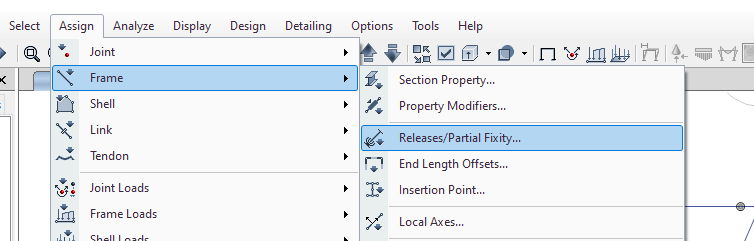 Select Assign Analyze Display Design Detailing Options Tools Help
Joint
Frame
Shell
Link
Tendon
Joint Loads
Frame Loads
Shell Loads
Section Property...
Property Modifiers...
Releases/Partial Fixity...
End Length Offsets...
Insertion Point...
Local Axes...